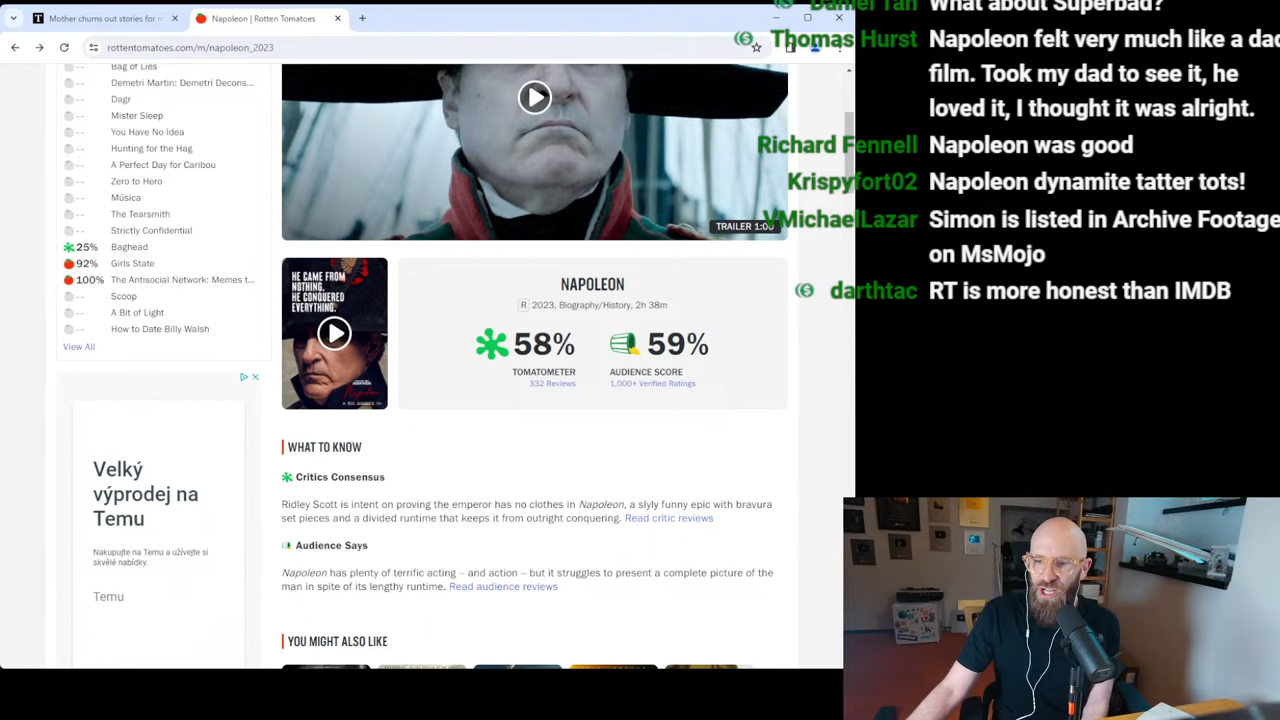 Mother churns out stories for m
Napoleon | Rotten Tomatoes
rottentomatoes.com/m/napoleon_2023
Bag of Lies
Demetri Martin: Demetri Decons...
Dagr
Mister Sleep
You Have No Idea
Hunting for the Hag
A Perfect Day for Caribou
Zero to Hero
Música
The Tearsmith
Strictly Confidential
25% Baghead
92% Girls State
100% The Antisocial Network: Memes t...
Scoop
A Bit of Light
How to Date Billy Walsh
View All
Velký
výprodej na
Temu
Nakupujte na Temu a užívejte si
skvělé nabídky.
Temu
TRAILER 1:00
HE CAME FROM
NOTHING.
HE CONQUERED
EVERYTHING.
NAPOLEON
R 2023, Biography/History, 2h 38m
58%
TOMATOMETER
332 Reviews
59%
AUDIENCE SCORE
1,000+ Verified Ratings
WHAT TO KNOW
Critics Consensus
Ridley Scott is intent on proving the emperor has no clothes in Napoleon, a slyly funny epic with bravura
set pieces and a divided runtime that keeps it from outright conquering. Read critic reviews
Audience Says
Napoleon has plenty of terrific acting – and action – but it struggles to present a complete picture of the
man in spite of its lengthy runtime. Read audience reviews
YOU MIGHT ALSO LIKE
Daniel Tan What about Superbad?
Thomas Hurst Napoleon felt very much like a dad
film. Took my dad to see it, he
loved it, I thought it was alright.
Richard Fennell Napoleon was good
Krispyfort02 Napoleon dynamite tatter tots!
VMichaelLazar Simon is listed in Archive Footage
on MsMojo
darthtac RT is more honest than IMDB